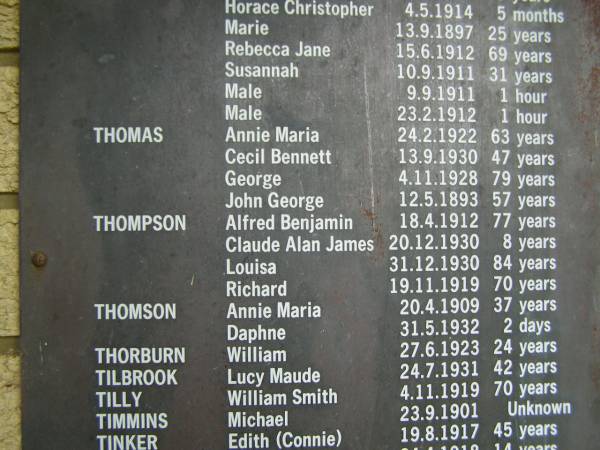 years
Horace Christopher 4.5.1914 5 months
Marie 13.9.1897 25 years
Rebecca Jane 15.6.1912 69 years
Susannah 10.9.1911 31 years
Male 9.9.1911 1 hour
Male 23.2.1912 1 hour
THOMAS Annie Maria 24.2.1922 63 years
Cecil Bennett 13.9.1930 47 years
George 4.11.1928 79 years
John George 12.5.1893 57 years
THOMPSON Alfred Benjamin 18.4.1912 77 years
Claude Alan James 20.12.1930 8 years
Louisa 31.12.1930 84 years
Richard 19.11.1919 70 years
THOMSON Annie Maria 20.4.1909 37 years
Daphne 31.5.1932 2 days
THORBURN William 27.6.1923 24 years
TILBROOK Lucy Maude 24.7.1931 42 years
TILLY William Smith 4.11.1919 70 years
TIMMINS Michael 23.9.1901 Unknown
TINKER Edith (Connie) 19.8.1917 45 years
14 years